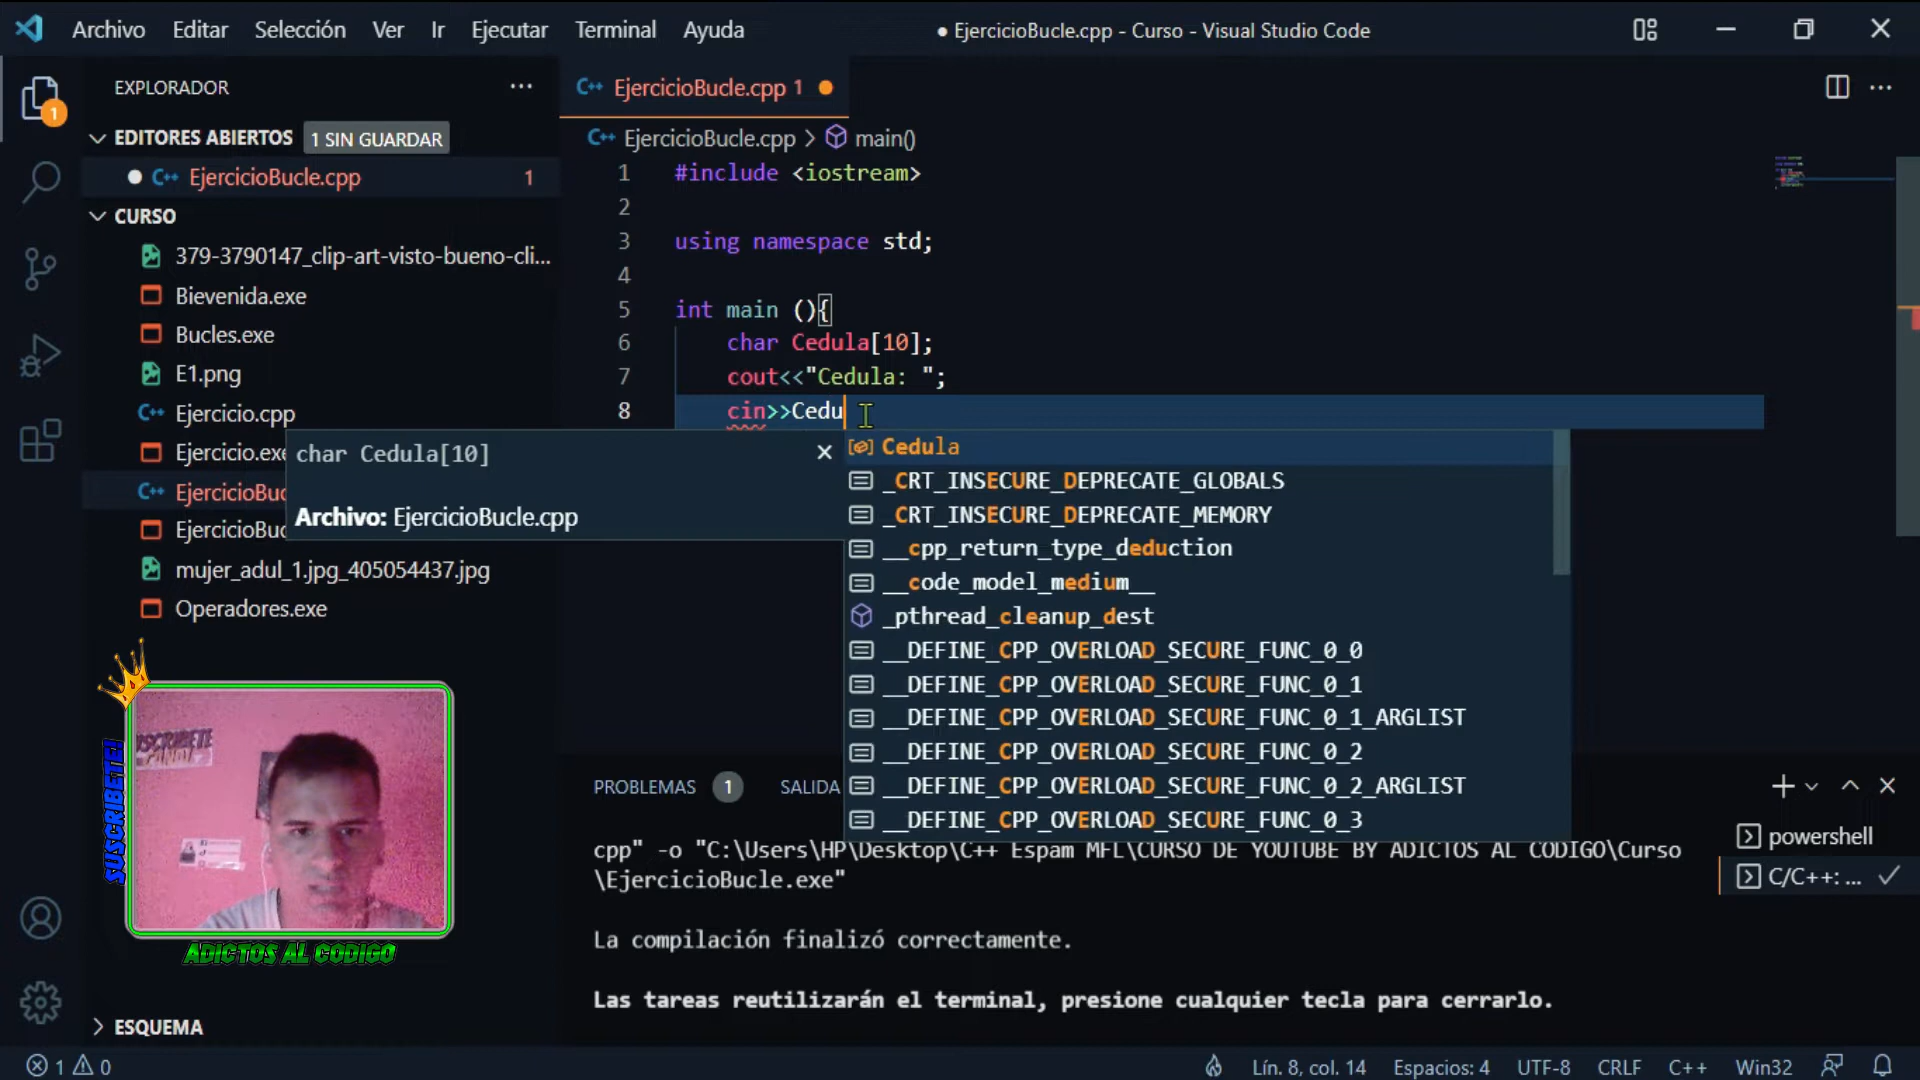 Archivo Editar Selección Ver Ir Ejecutar Terminal Ayuda
● EjercicioBucle.cpp - Curso - Visual Studio Code
EXPLORADOR
EDITORES ABIERTOS 1 SIN GUARDAR
C++ EjercicioBucle.cpp 1
CURSO
379-3790147_clip-art-visto-bueno-cli...
Bievenida.exe
Bucles.exe
E1.png
C++ Ejercicio.cpp
Ejercicio.exe
C++ EjercicioBuc
EjercicioBuc
mujer_adul_1.jpg_405054437.jpg
Operadores.exe
1
SUSCRIBETE!
ADICTOS AL CODIGO
ESQUEMA
C++ EjercicioBucle.cpp 1
C++ EjercicioBucle.cpp > main()
1 #include <iostream>
2
3 using namespace std;
4
5 int main (){
6 char Cedula[10];
7 cout<<"Cedula: ";
8 cin>>Cedu
char Cedula[10]
Archivo: EjercicioBucle.cpp
Cedula
_CRT_INSECURE_DEPRECATE_GLOBALS
_CRT_INSECURE_DEPRECATE_MEMORY
__cpp_return_type_deduction
__code_model_medium__
_pthread_cleanup_dest
__DEFINE_CPP_OVERLOAD_SECURE_FUNC_0_0
__DEFINE_CPP_OVERLOAD_SECURE_FUNC_0_1
__DEFINE_CPP_OVERLOAD_SECURE_FUNC_0_1_ARGLIST
__DEFINE_CPP_OVERLOAD_SECURE_FUNC_0_2
__DEFINE_CPP_OVERLOAD_SECURE_FUNC_0_2_ARGLIST
__DEFINE_CPP_OVERLOAD_SECURE_FUNC_0_3
PROBLEMAS 1 SALIDA
cpp" -o "C:\Users\HP\Desktop\C++ Espam MFL\CURSO DE YOUTUBE BY ADICTOS AL CODIGO\Curso
\EjercicioBucle.exe"
La compilación finalizó correctamente.
Las tareas reutilizarán el terminal, presione cualquier tecla para cerrarlo.
powershell
C/C++: ...
1 0
Lín. 8, col. 14 Espacios: 4 UTF-8 CRLF C++ Win32